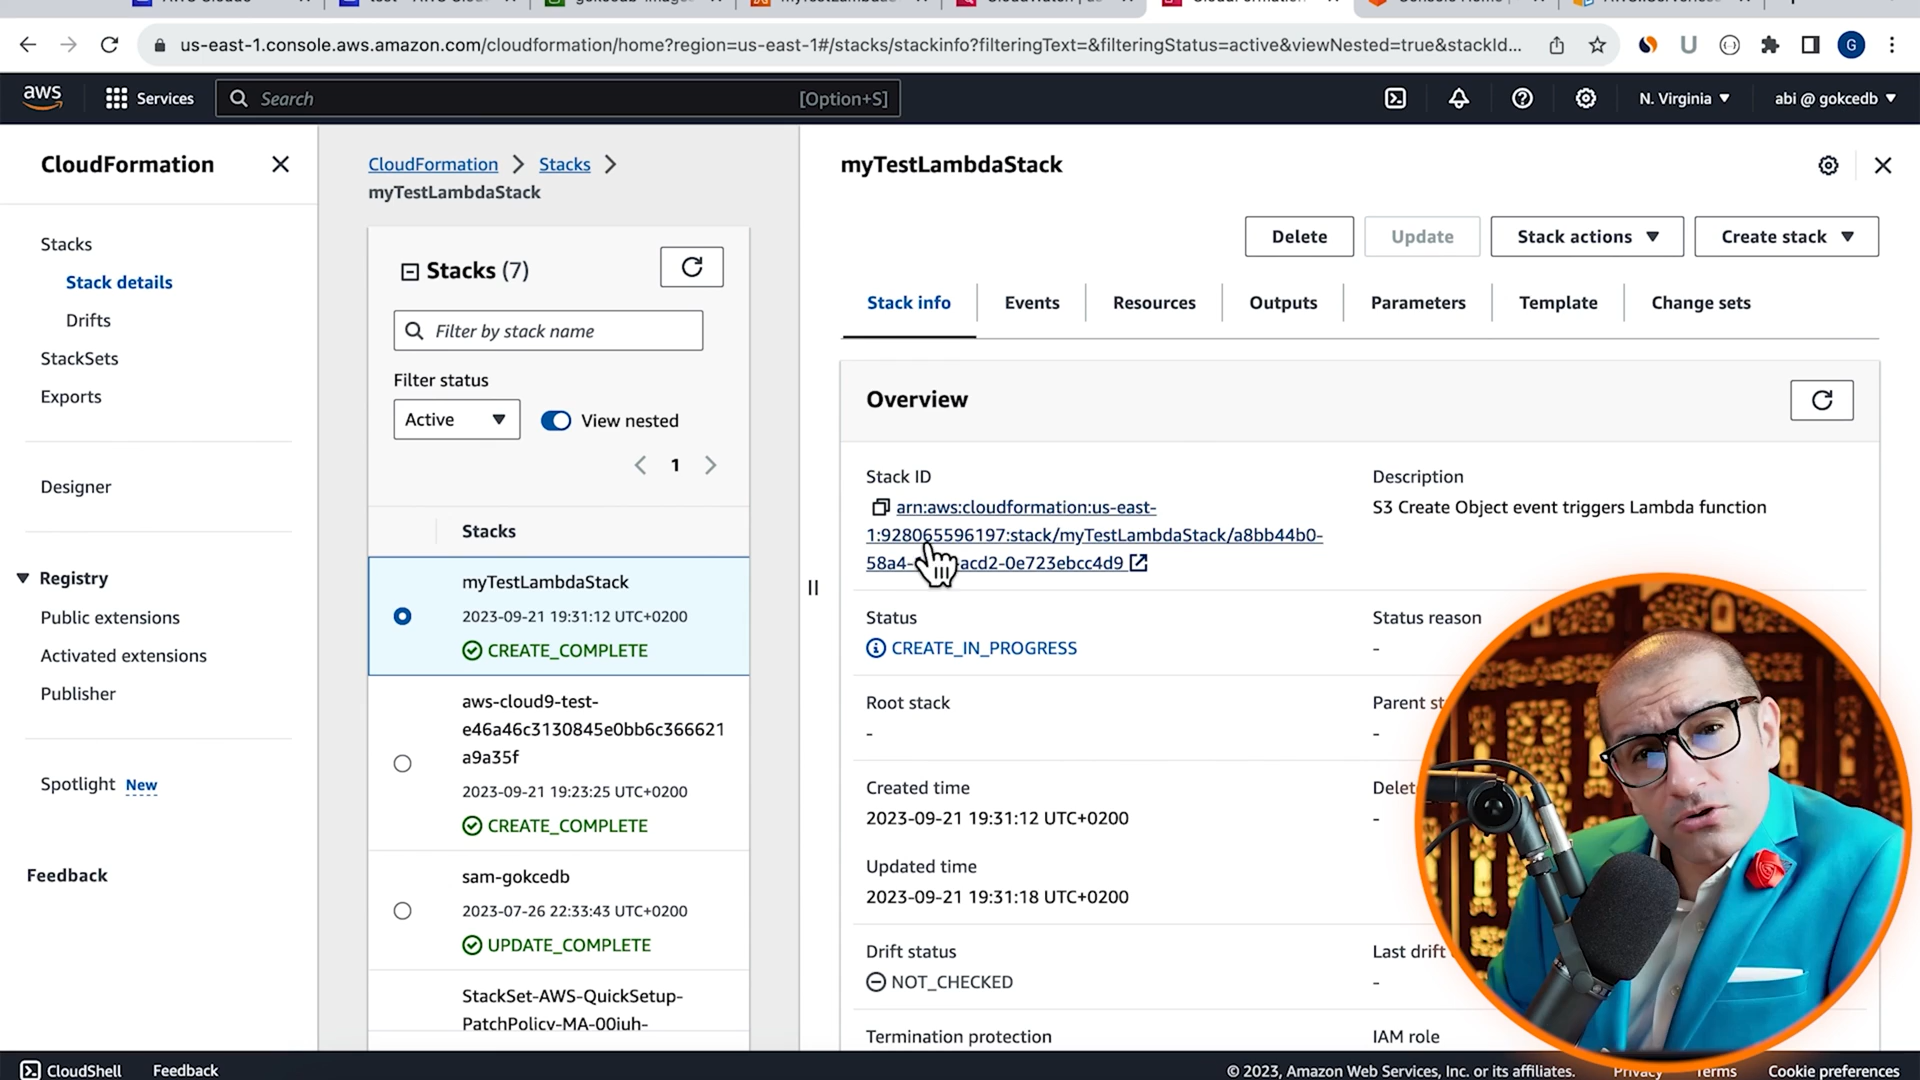 us-east-1.console.aws.amazon.com/cloudformation/home?region=us-east-1#/stacks/stackinfo?filteringText=&filteringStatus=active&viewNested=true&stackId...
G
aws
Services
Search
[Option+S]
N. Virginia
abi @ gokcedb
CloudFormation
Stacks
Stack details
Drifts
StackSets
Exports
Designer
Registry
Public extensions
Activated extensions
Publisher
Spotlight New
Feedback
CloudFormation
Stacks
myTestLambdaStack
Stacks (7)
Filter by stack name
Filter status
Active
View nested
1
Stacks
myTestLambdaStack
2023-09-21 19:31:12 UTC+0200
CREATE_COMPLETE
aws-cloud9-test-
e46a46c3130845e0bb6c366621
a9a35f
2023-09-21 19:23:25 UTC+0200
CREATE_COMPLETE
sam-gokcedb
2023-07-26 22:33:43 UTC+0200
UPDATE_COMPLETE
StackSet-AWS-QuickSetup-
myTestLambdaStack
Delete
Update
Stack actions
Create stack
Stack info
Events
Resources
Outputs
Parameters
Template
Change sets
Overview
Stack ID
arn:aws:cloudformation:us-east-
1:928065596197:stack/myTestLambdaStack/a8bb44b0-
58a4- acd2-0e723ebcc4d9
Description
S3 Create Object event triggers Lambda function
Status
CREATE_IN_PROGRESS
Status reason
-
Root stack
-
Parent st
-
Created time
2023-09-21 19:31:12 UTC+0200
Delet
-
Updated time
2023-09-21 19:31:18 UTC+0200
Drift status
NOT_CHECKED
Last drift
-
Termination protection
IAM role
CloudShell
Feedback
© 2023, Amazon Web Services, Inc. or its affiliates.
Privacy
Terms
Cookie preferences